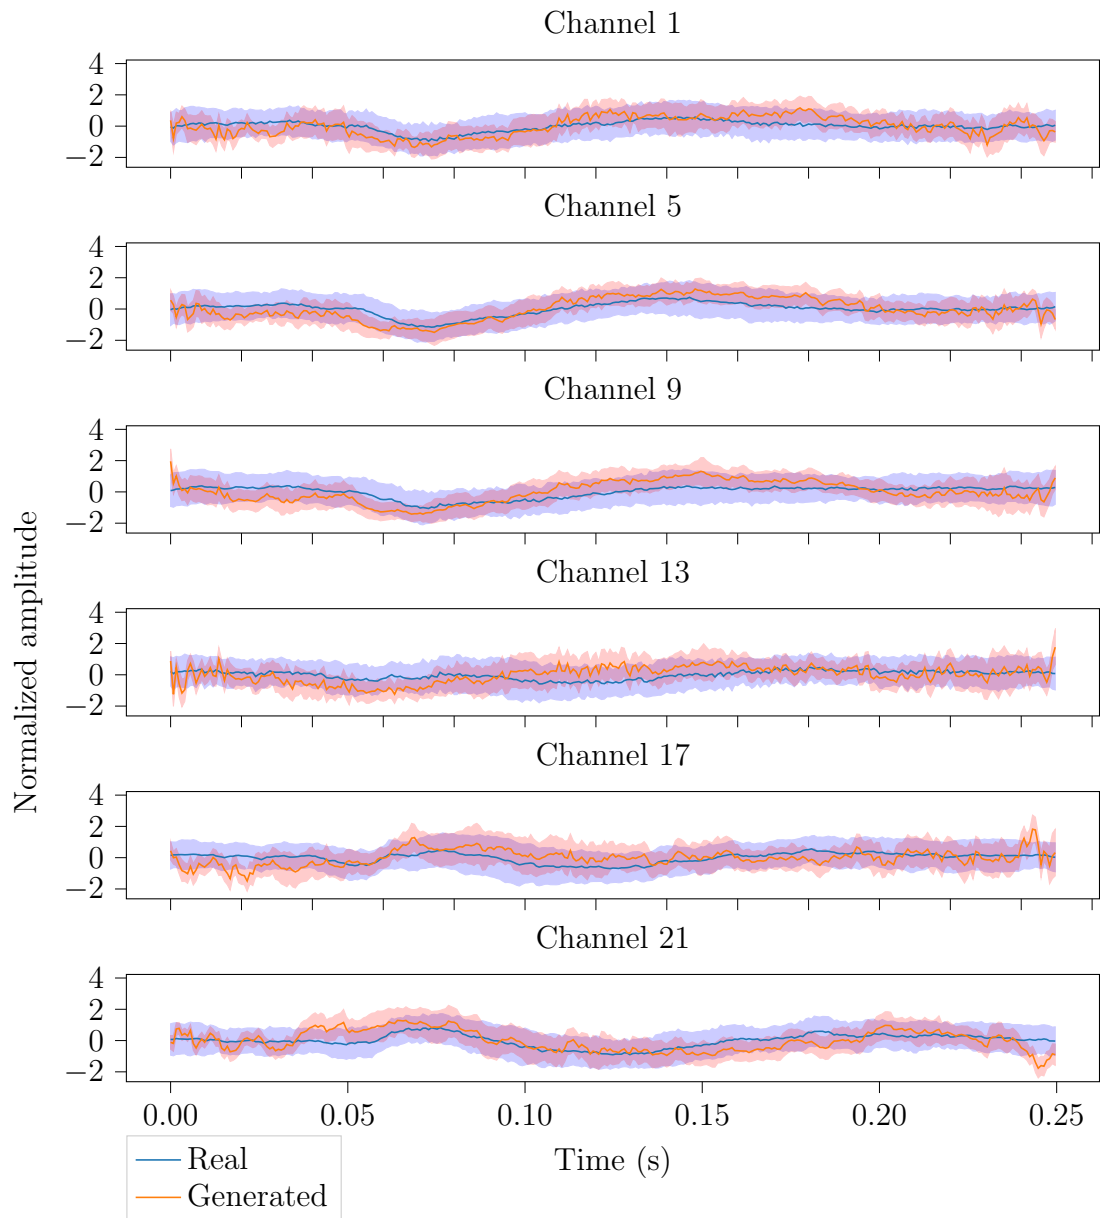 Channel 1
4
2
0
−2
Channel 5
4
2
0
−2
Channel 9
4
2
0
−2
Channel 13
4
2
0
−2
Channel 17
4
2
0
−2
Channel 21
4
2
0
−2
Normalized amplitude
0.00 0.05 0.10 0.15 0.20 0.25
Time (s)
Real
Generated